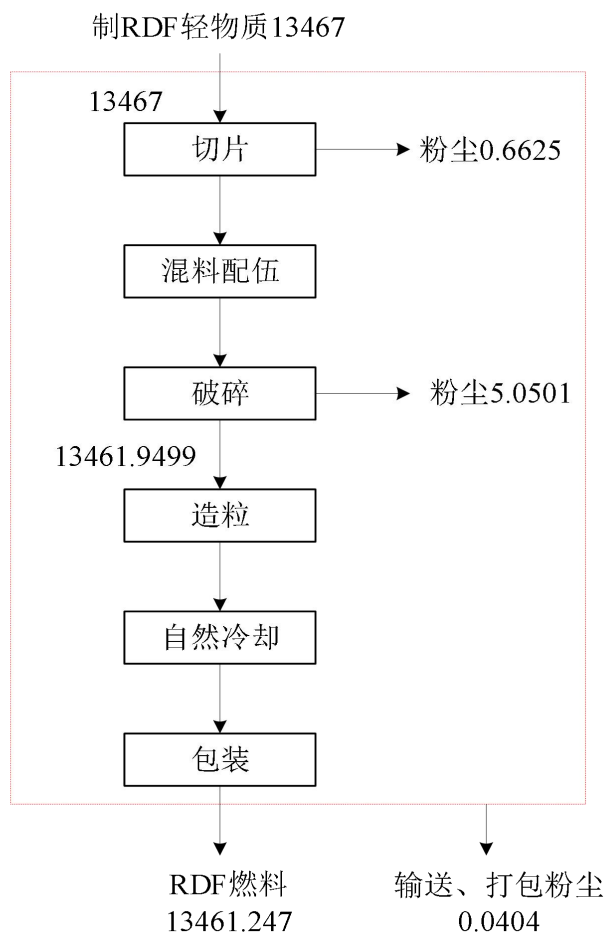 制RDF轻物质13467
13467
切片
粉尘0.6625
混料配伍
破碎
粉尘5.0501
13461.9499
造粒
自然冷却
包装
RDF燃料
13461.247
输送、打包粉尘
0.0404